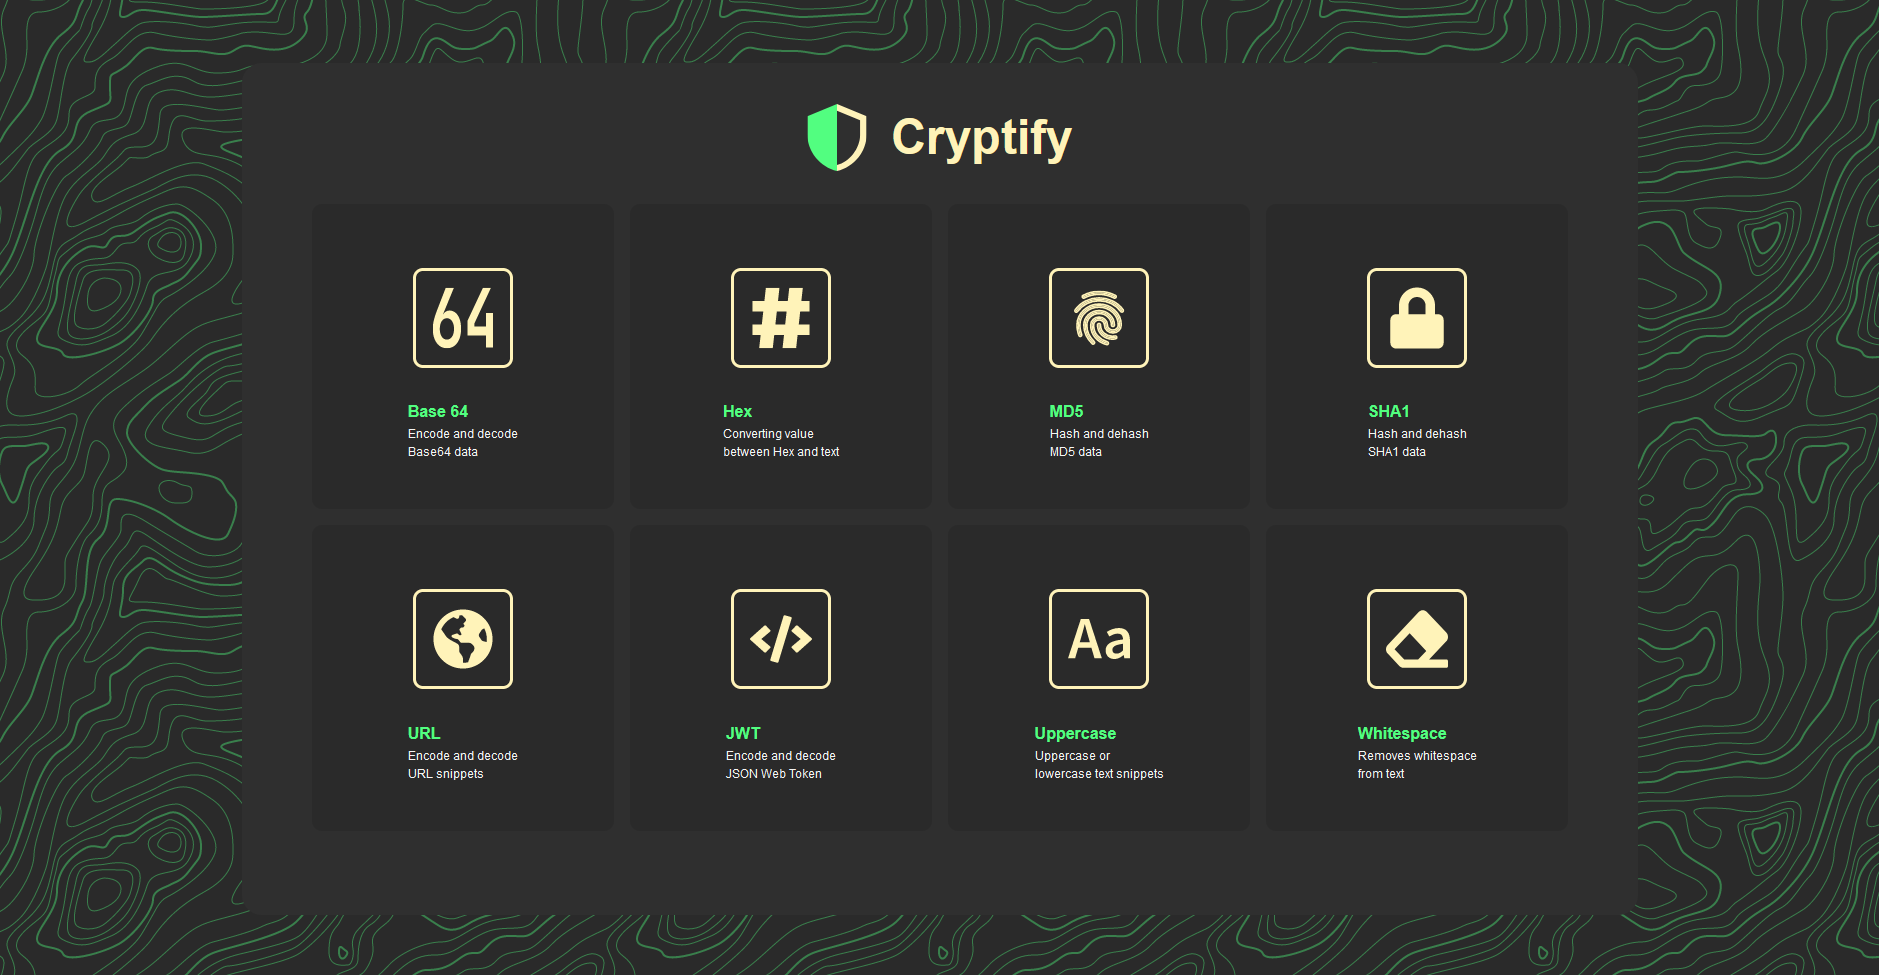 Cryptify
64
#
Base 64
Encode and decode
Base64 data
Hex
Converting value
between Hex and text
MD5
Hash and dehash
MD5 data
SHA1
Hash and dehash
SHA1 data
</>
Aa
URL
Encode and decode
URL snippets
JWT
Encode and decode
JSON Web Token
Uppercase
Uppercase or
lowercase text snippets
Whitespace
Removes whitespace
from text